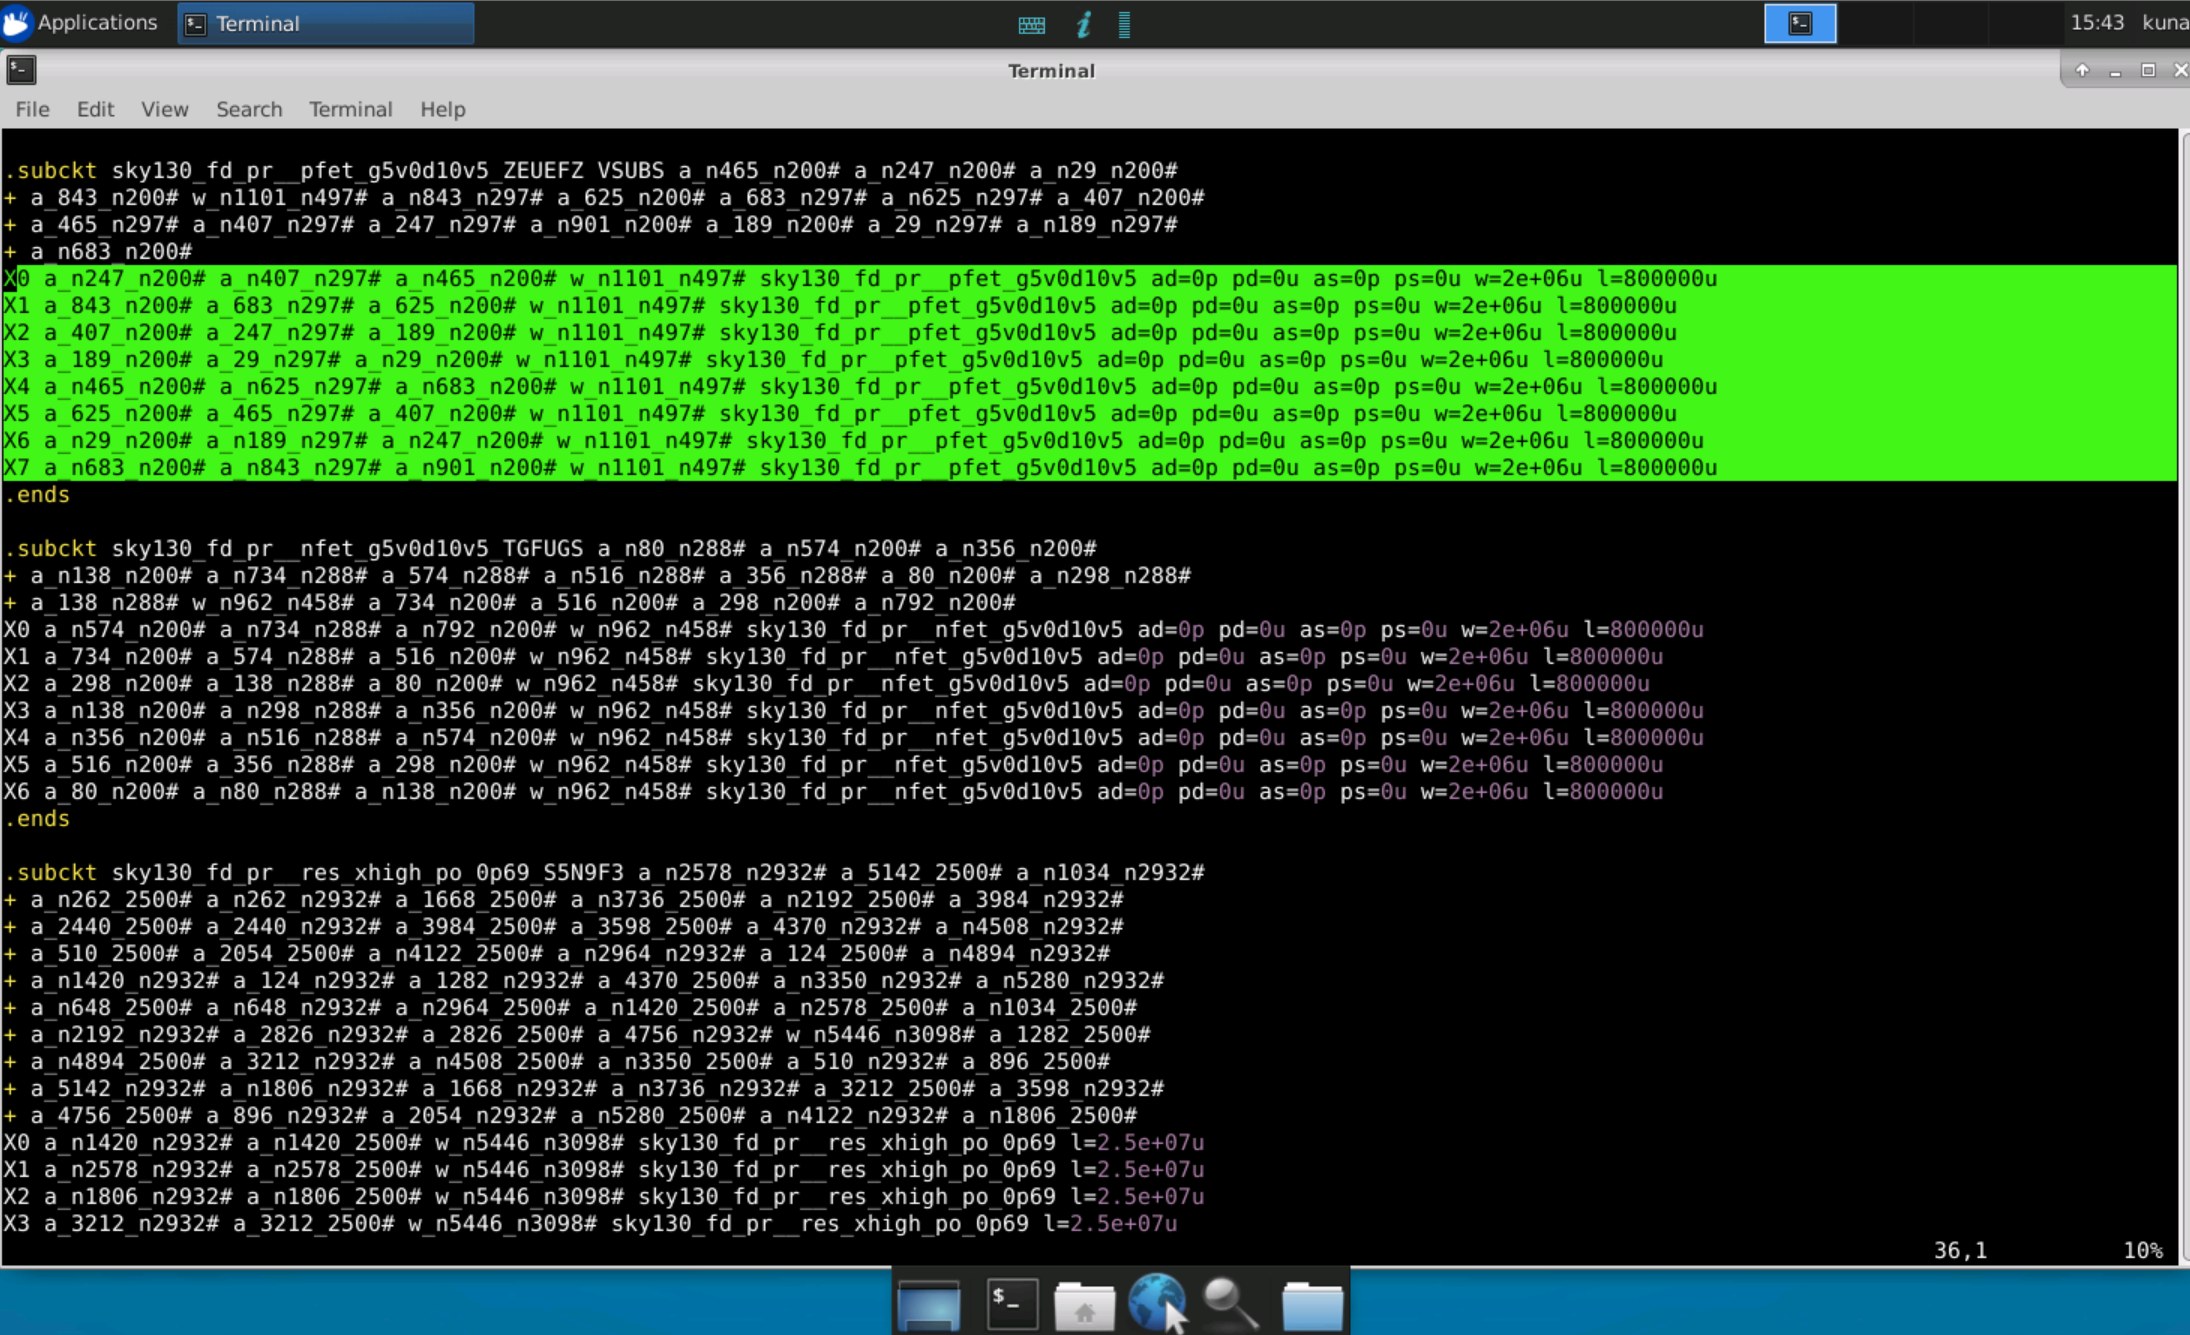 Applications
Terminal
15:43 kuna
Terminal
File Edit View Search Terminal Help
.subckt sky130_fd_pr__pfet_g5v0d10v5_ZEUEFZ VSUBS a_n465_n200# a_n247_n200# a_n29_n200#
+ a_843_n200# w_n1101_n497# a_n843_n297# a_625_n200# a_683_n297# a_n625_n297# a_407_n200#
+ a_465_n297# a_n407_n297# a_247_n297# a_n901_n200# a_189_n200# a_29_n297# a_n189_n297#
+ a_n683_n200#
X0 a_n247_n200# a_n407_n297# a_n465_n200# w_n1101_n497# sky130_fd_pr__pfet_g5v0d10v5 ad=0p pd=0u as=0p ps=0u w=2e+06u l=800000u
X1 a_843_n200# a_683_n297# a_625_n200# w_n1101_n497# sky130_fd_pr__pfet_g5v0d10v5 ad=0p pd=0u as=0p ps=0u w=2e+06u l=800000u
X2 a_407_n200# a_247_n297# a_189_n200# w_n1101_n497# sky130_fd_pr__pfet_g5v0d10v5 ad=0p pd=0u as=0p ps=0u w=2e+06u l=800000u
X3 a_189_n200# a_29_n297# a_n29_n200# w_n1101_n497# sky130_fd_pr__pfet_g5v0d10v5 ad=0p pd=0u as=0p ps=0u w=2e+06u l=800000u
X4 a_n465_n200# a_n625_n297# a_n683_n200# w_n1101_n497# sky130_fd_pr__pfet_g5v0d10v5 ad=0p pd=0u as=0p ps=0u w=2e+06u l=800000u
X5 a_625_n200# a_465_n297# a_407_n200# w_n1101_n497# sky130_fd_pr__pfet_g5v0d10v5 ad=0p pd=0u as=0p ps=0u w=2e+06u l=800000u
X6 a_n29_n200# a_n189_n297# a_n247_n200# w_n1101_n497# sky130_fd_pr__pfet_g5v0d10v5 ad=0p pd=0u as=0p ps=0u w=2e+06u l=800000u
X7 a_n683_n200# a_n843_n297# a_n901_n200# w_n1101_n497# sky130_fd_pr__pfet_g5v0d10v5 ad=0p pd=0u as=0p ps=0u w=2e+06u l=800000u
.ends
.subckt sky130_fd_pr__nfet_g5v0d10v5_TGFUGS a_n80_n288# a_n574_n200# a_n356_n200#
+ a_n138_n200# a_n734_n288# a_574_n288# a_n516_n288# a_356_n288# a_80_n200# a_n298_n288#
+ a_138_n288# w_n962_n458# a_734_n200# a_516_n200# a_298_n200# a_n792_n200#
X0 a_n574_n200# a_n734_n288# a_n792_n200# w_n962_n458# sky130_fd_pr__nfet_g5v0d10v5 ad=0p pd=0u as=0p ps=0u w=2e+06u l=800000u
X1 a_734_n200# a_574_n288# a_516_n200# w_n962_n458# sky130_fd_pr__nfet_g5v0d10v5 ad=0p pd=0u as=0p ps=0u w=2e+06u l=800000u
X2 a_298_n200# a_138_n288# a_80_n200# w_n962_n458# sky130_fd_pr__nfet_g5v0d10v5 ad=0p pd=0u as=0p ps=0u w=2e+06u l=800000u
X3 a_n138_n200# a_n298_n288# a_n356_n200# w_n962_n458# sky130_fd_pr__nfet_g5v0d10v5 ad=0p pd=0u as=0p ps=0u w=2e+06u l=800000u
X4 a_n356_n200# a_n516_n288# a_n574_n200# w_n962_n458# sky130_fd_pr__nfet_g5v0d10v5 ad=0p pd=0u as=0p ps=0u w=2e+06u l=800000u
X5 a_516_n200# a_356_n288# a_298_n200# w_n962_n458# sky130_fd_pr__nfet_g5v0d10v5 ad=0p pd=0u as=0p ps=0u w=2e+06u l=800000u
X6 a_80_n200# a_n80_n288# a_n138_n200# w_n962_n458# sky130_fd_pr__nfet_g5v0d10v5 ad=0p pd=0u as=0p ps=0u w=2e+06u l=800000u
.ends
.subckt sky130_fd_pr__res_xhigh_po_0p69_S5N9F3 a_n2578_n2932# a_5142_2500# a_n1034_n2932#
+ a_n262_2500# a_n262_n2932# a_1668_2500# a_n3736_2500# a_n2192_2500# a_3984_n2932#
+ a_2440_2500# a_2440_n2932# a_3984_2500# a_3598_2500# a_4370_n2932# a_n4508_n2932#
+ a_510_2500# a_2054_2500# a_n4122_2500# a_n2964_n2932# a_124_2500# a_n4894_n2932#
+ a_n1420_n2932# a_124_n2932# a_1282_n2932# a_4370_2500# a_n3350_n2932# a_n5280_n2932#
+ a_n648_2500# a_n648_n2932# a_n2964_2500# a_n1420_2500# a_n2578_2500# a_n1034_2500#
+ a_n2192_n2932# a_2826_n2932# a_2826_2500# a_4756_n2932# w_n5446_n3098# a_1282_2500#
+ a_n4894_2500# a_3212_n2932# a_n4508_2500# a_n3350_2500# a_510_n2932# a_896_2500#
+ a_5142_n2932# a_n1806_n2932# a_1668_n2932# a_n3736_n2932# a_3212_2500# a_3598_n2932#
+ a_4756_2500# a_896_n2932# a_2054_n2932# a_n5280_2500# a_n4122_n2932# a_n1806_2500#
X0 a_n1420_n2932# a_n1420_2500# w_n5446_n3098# sky130_fd_pr__res_xhigh_po_0p69 l=2.5e+07u
X1 a_n2578_n2932# a_n2578_2500# w_n5446_n3098# sky130_fd_pr__res_xhigh_po_0p69 l=2.5e+07u
X2 a_n1806_n2932# a_n1806_2500# w_n5446_n3098# sky130_fd_pr__res_xhigh_po_0p69 l=2.5e+07u
X3 a_3212_n2932# a_3212_2500# w_n5446_n3098# sky130_fd_pr__res_xhigh_po_0p69 l=2.5e+07u
36,1 10%